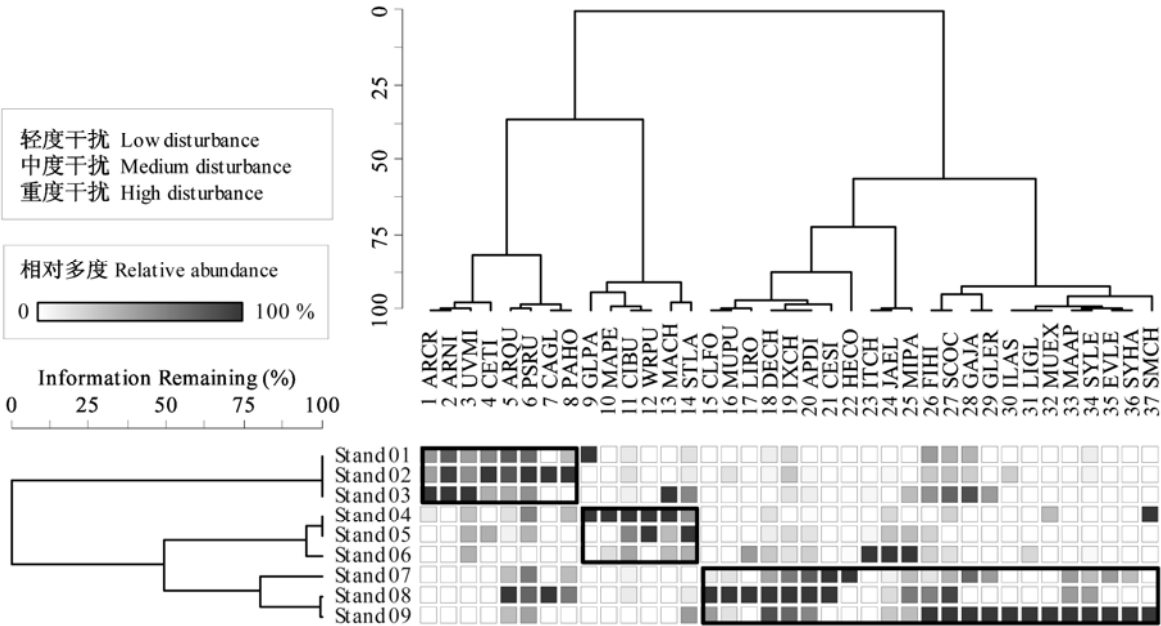 0
25
50
75
100
轻度干扰 Low disturbance
中度干扰 Medium disturbance
重度干扰 High disturbance
相对多度 Relative abundance
0 100 %
1 ARCR
2 ARNI
3 UVMI
4 CETI
5 ARQU
6 PSRU
7 CAGL
8 PAHO
9 GLPA
10 MAPE
11 CIBU
12 WRPU
13 MACH
14 STLA
15 CLFO
16 MUPU
17 LIRO
18 DECH
19 IXCH
20 APDI
21 CESI
22 HECO
23 ITCH
24 JAEL
25 MIPA
26 FIHI
27 SCOC
28 GAJA
29 GLER
30 ILAS
31 LIGL
32 MUEX
33 MAAP
34 SYLE
35 EVLE
36 SYHA
37 SMCH
Information Remaining (%)
0 25 50 75 100
Stand 01
Stand 02
Stand 03
Stand 04
Stand 05
Stand 06
Stand 07
Stand 08
Stand 09